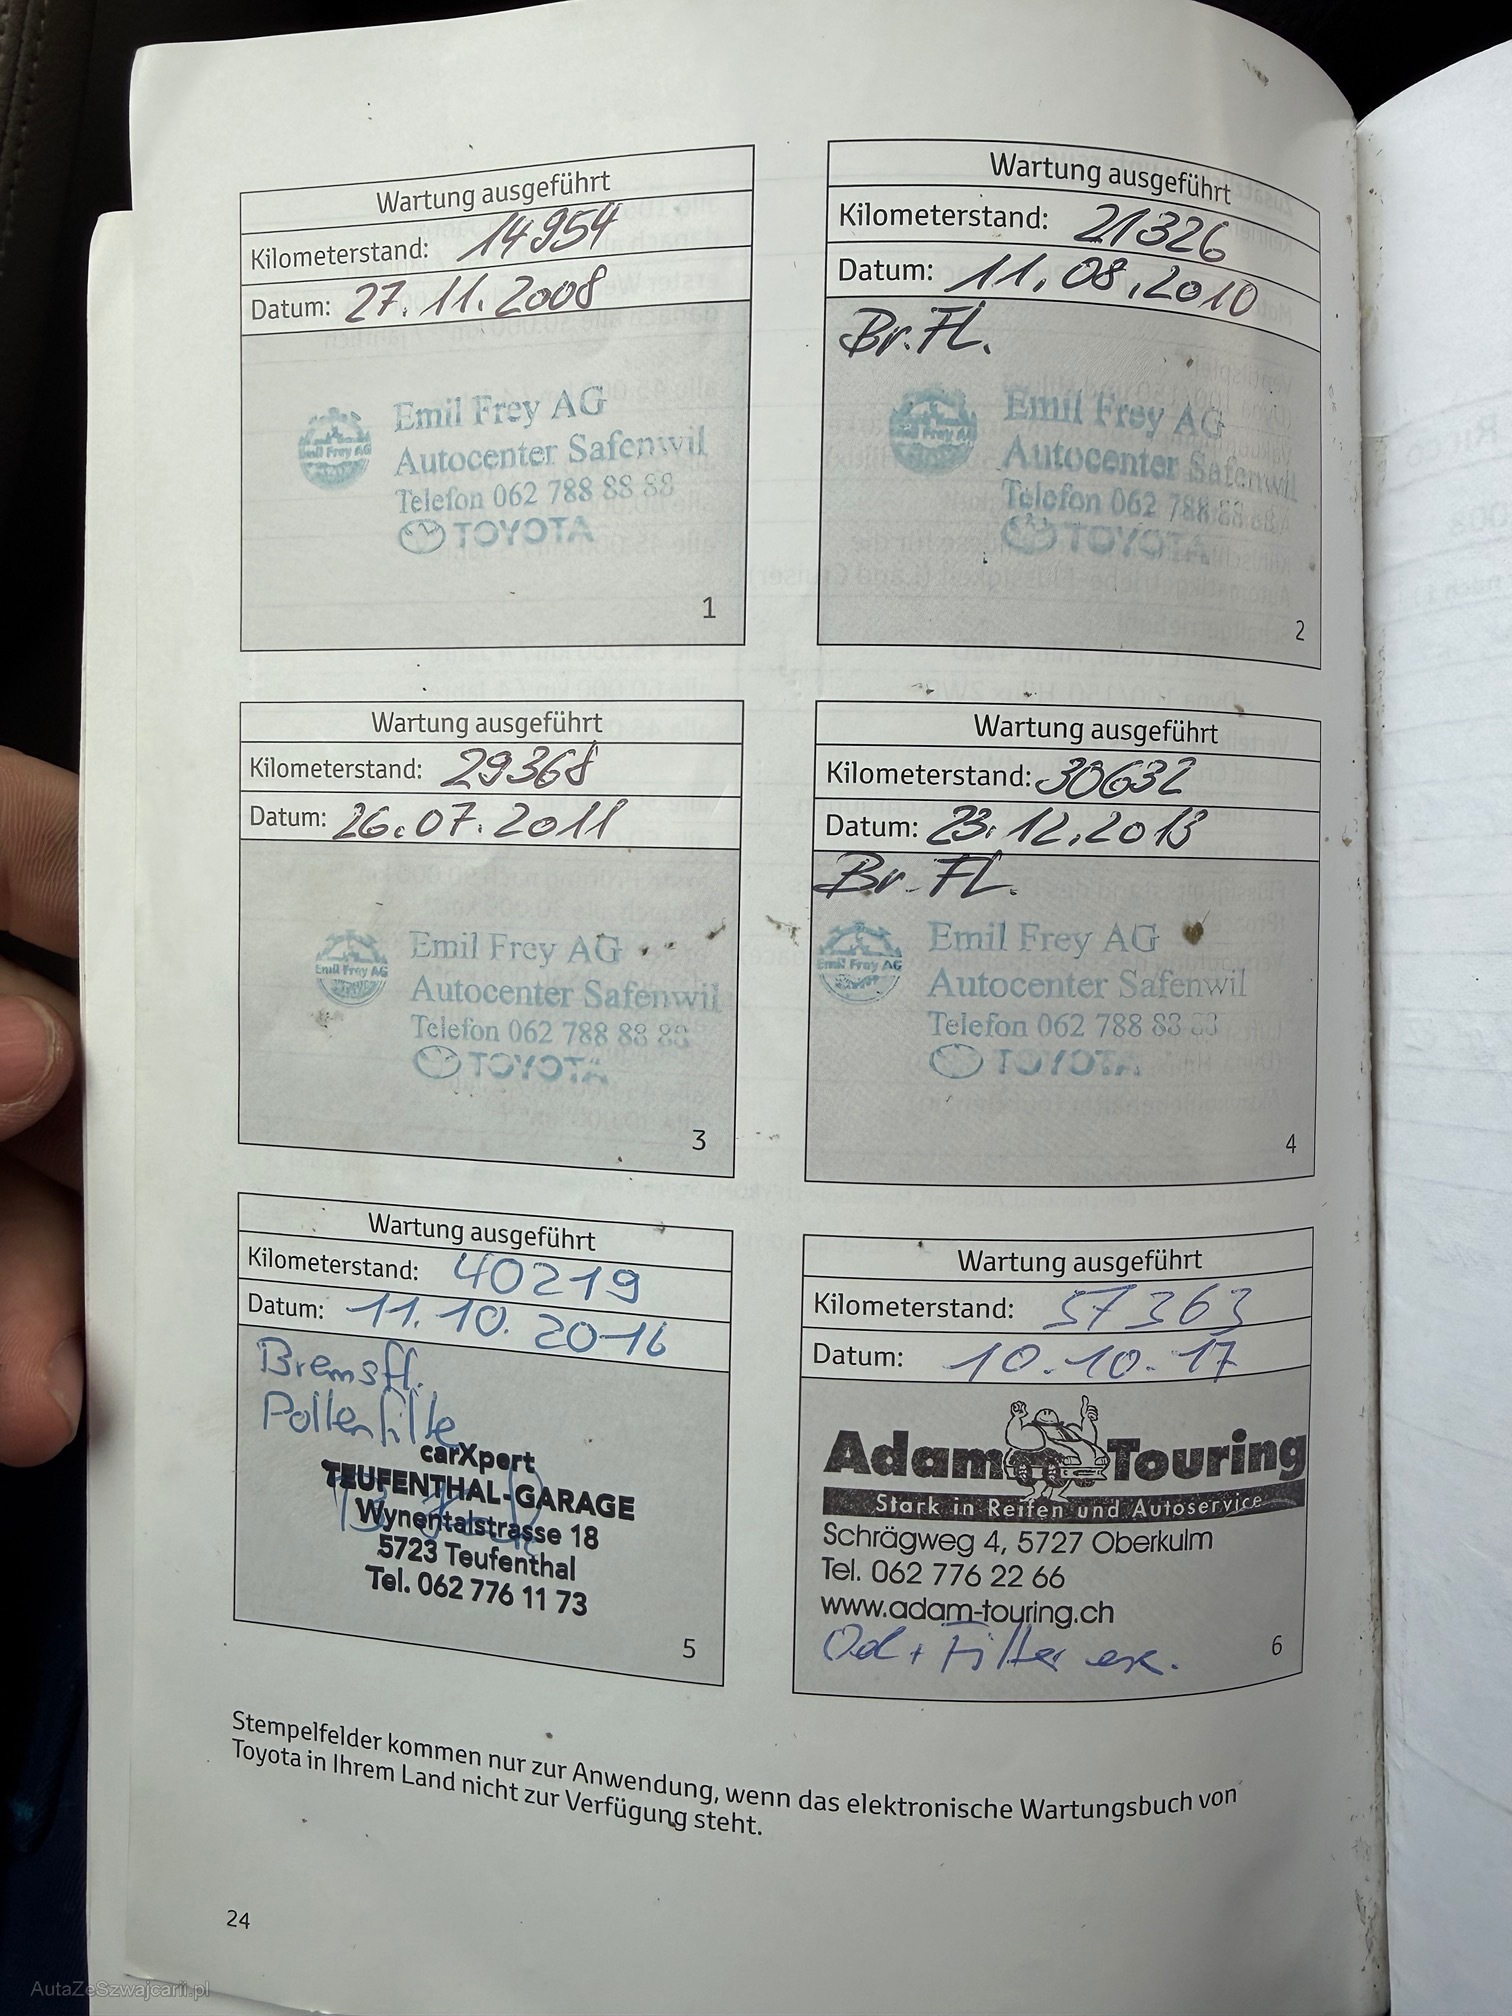 Wartung ausgeführt
Kilometerstand: 14954
Datum: 27.11.2008
Emil Frey AG
Emil Frey AG
Autocenter Safenwil
Telefon 062 788 88 88
TOYOTA
1
Wartung ausgeführt
Kilometerstand: 21326
Datum: 11.08.2010
Br.FL.
Emil Frey AG
Emil Frey AG
Autocenter Safenwil
Telefon 062 788 88 88
TOYOTA
2
Wartung ausgeführt
Kilometerstand: 29368
Datum: 26.07.2011
Emil Frey AG
Emil Frey AG
Autocenter Safenwil
Telefon 062 788 88 88
TOYOTA
3
Wartung ausgeführt
Kilometerstand: 30632
Datum: 23.12.2013
Br.FL.
Emil Frey AG
Emil Frey AG
Autocenter Safenwil
Telefon 062 788 88 88
TOYOTA
4
Wartung ausgeführt
Kilometerstand: 40219
Datum: 11.10.2016
Bremsfl.
Pollenfilte
carXpert
TEUFENTHAL-GARAGE
Wynentalstrasse 18
5723 Teufenthal
Tel. 062 776 11 73
5
Wartung ausgeführt
Kilometerstand: 57363
Datum: 10.10.17
Adam Touring
Stark in Reifen und Autoservice
Schrägweg 4, 5727 Oberkulm
Tel. 062 776 22 66
www.adam-touring.ch
Oel + Filter ex.
6
Stempelfelder kommen nur zur Anwendung, wenn das elektronische Wartungsbuch von
Toyota in Ihrem Land nicht zur Verfügung steht.
24
AutaZeSzwajcarii.pl